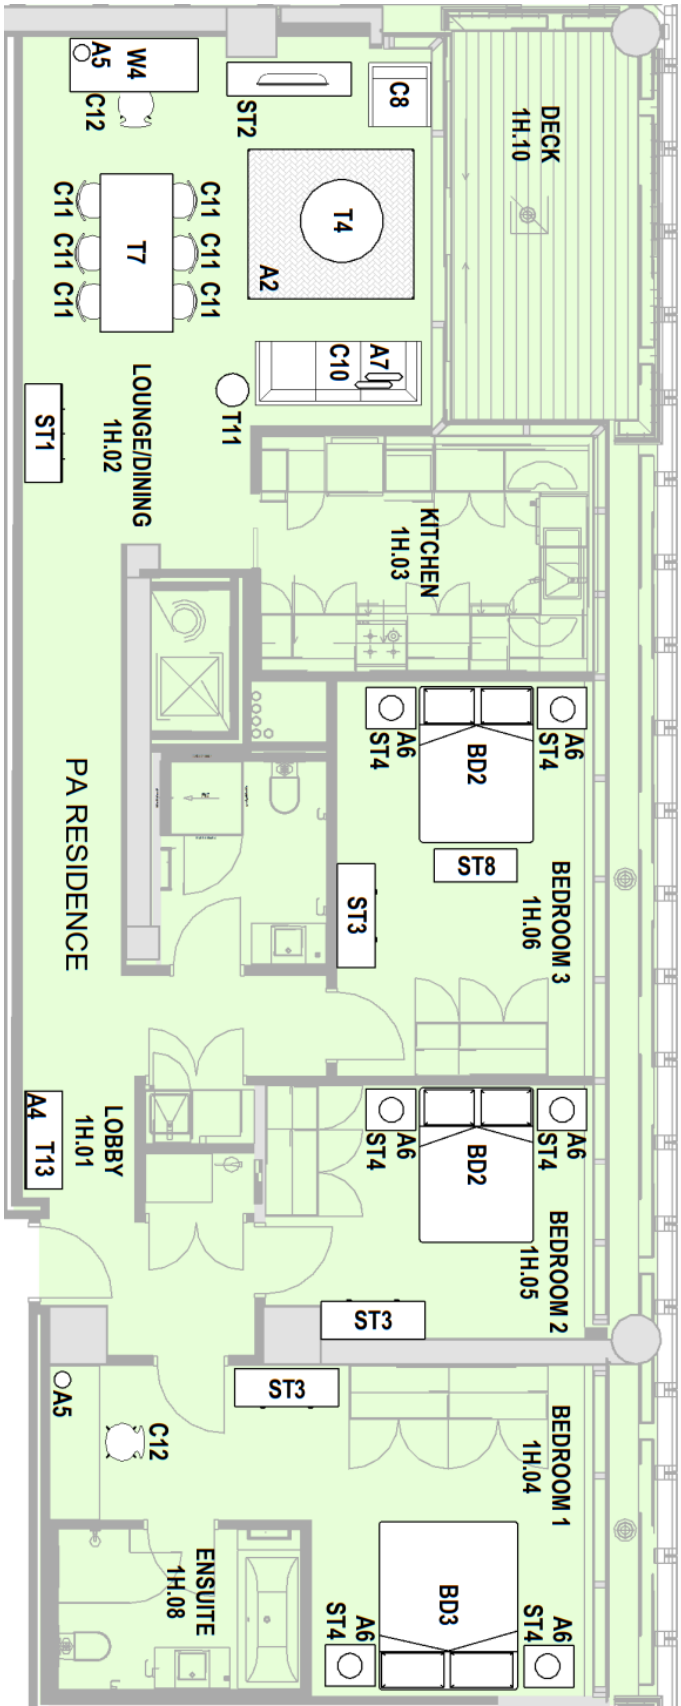 A5
W4
C12
ST2
C8
DECK
1H.10
C11
C11
C11
T7
C11
C11
C11
T4
A2
C10
A7
T11
ST1
LOUNGE/DINING
1H.02
KITCHEN
1H.03
PA RESIDENCE
ST4
A6
BD2
ST4
A6
ST8
ST3
BEDROOM 3
1H.06
A4 T13
LOBBY
1H.01
ST4
A6
BD2
ST4
A6
BEDROOM 2
1H.05
ST3
ST3
A5
C12
BEDROOM 1
1H.04
ENSUITE
1H.08
BD3
A6
ST4
A6
ST4